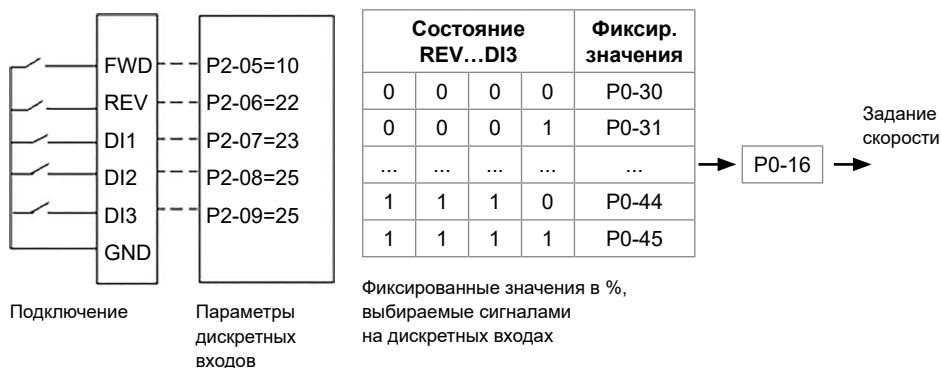 FWD
REV
DI1
DI2
DI3
GND
P2-05=10
P2-06=22
P2-07=23
P2-08=25
P2-09=25
Подключение
Параметры
дискретных
входов
Состояние
REV…DI3
Фиксир.
значения
0 0 0 0 P0-30
0 0 0 1 P0-31
... ... ... ... ...
1 1 1 0 P0-44
1 1 1 1 P0-45
Фиксированные значения в %,
выбираемые сигналами
на дискретных входах
P0-16
Задание
скорости